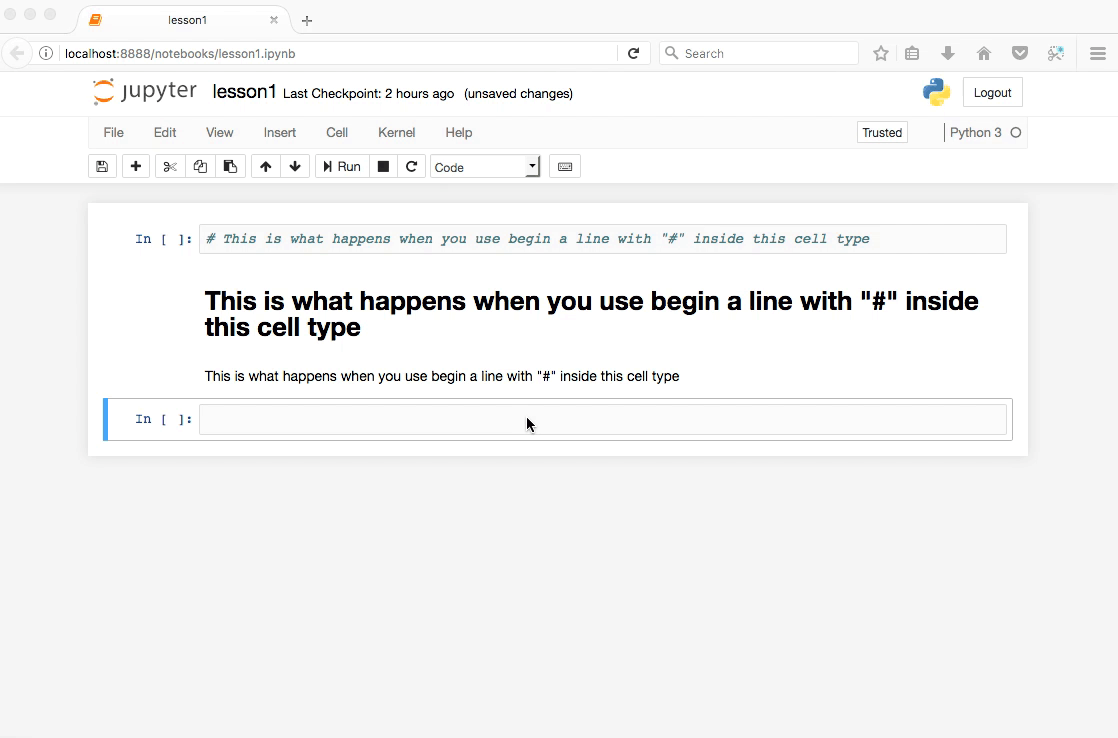 lesson1
localhost:8888/notebooks/lesson1.ipynb
Search
jupyter lesson1 Last Checkpoint: 2 hours ago (unsaved changes)
Logout
File Edit View Insert Cell Kernel Help
Trusted
Python 3
Run
Code
In [ ]: # This is what happens when you use begin a line with "#" inside this cell type
This is what happens when you use begin a line with "#" inside
this cell type
This is what happens when you use begin a line with "#" inside this cell type
In [ ]: